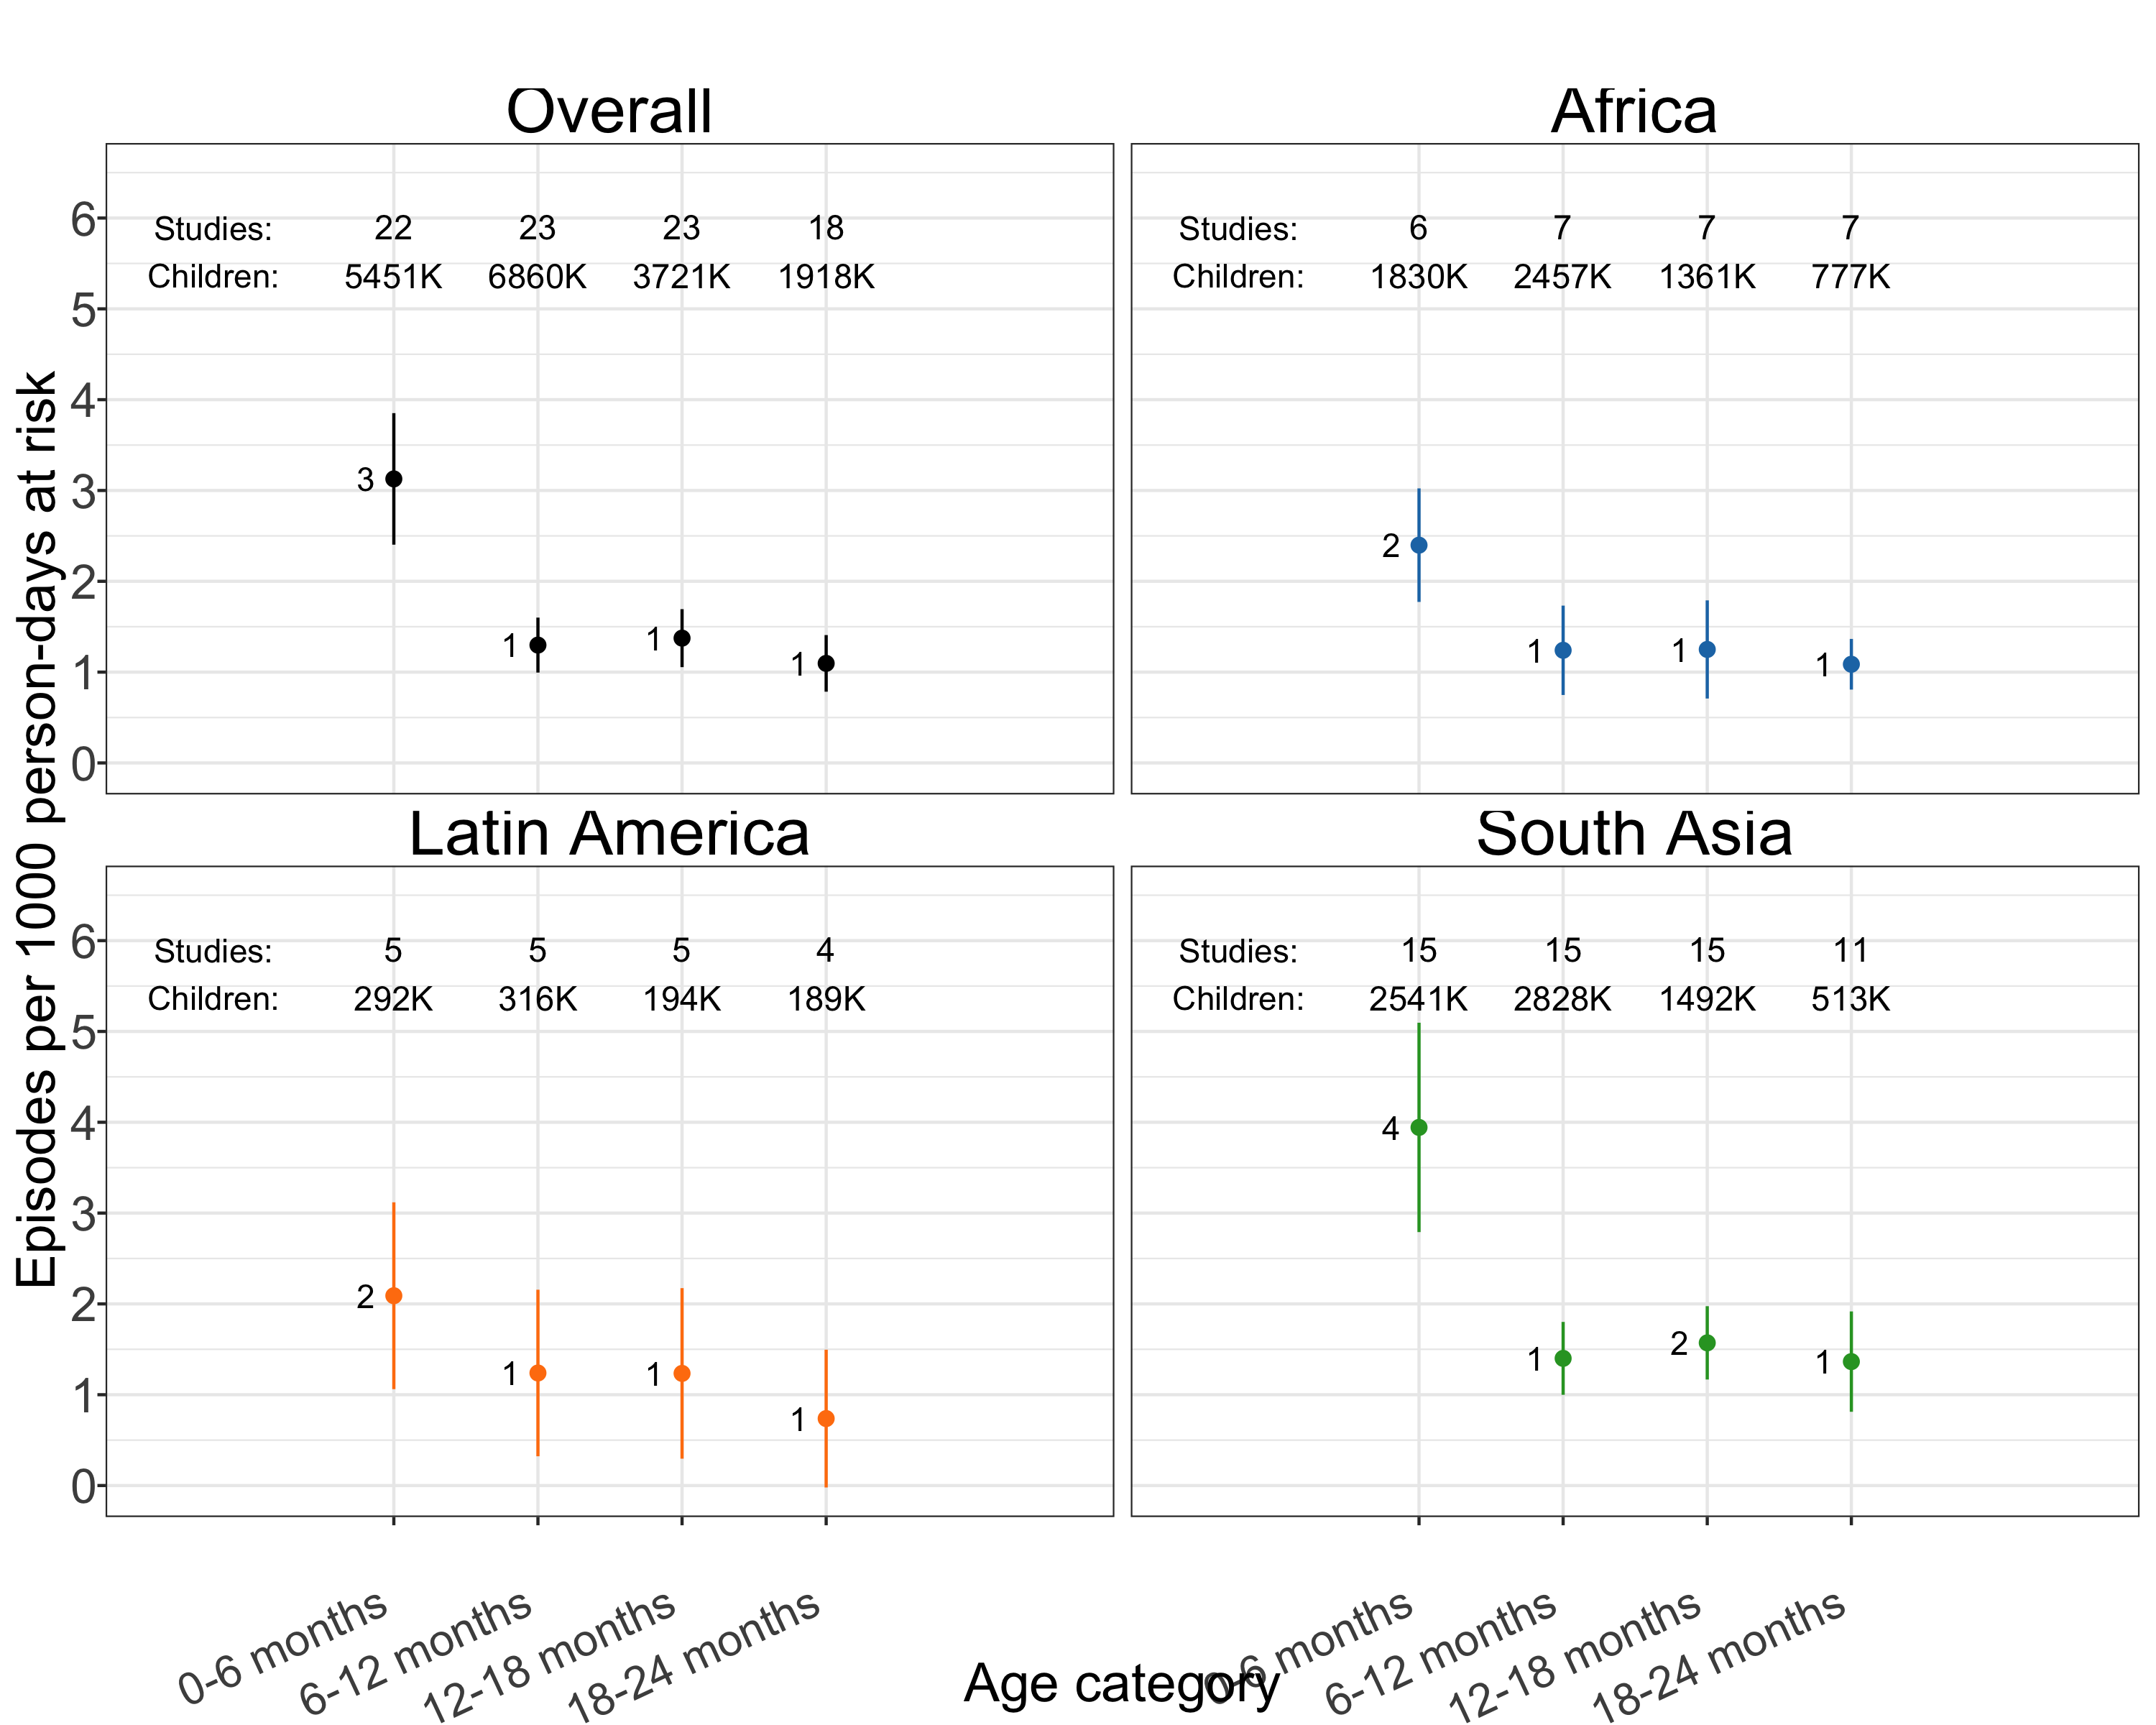 Overall
Africa
6
5
4
3
2
1
0
Studies: 22 23 23 18
Children: 5451K 6860K 3721K 1918K
3
1
1
1
Studies: 6 7 7 7
Children: 1830K 2457K 1361K 777K
2
1
1
1
Episodes per 1000 person-days at risk
Latin America
South Asia
6
5
4
3
2
1
0
Studies: 5 5 5 4
Children: 292K 316K 194K 189K
2
1
1
1
Studies: 15 15 15 11
Children: 2541K 2828K 1492K 513K
4
1
2
1
0-6 months
6-12 months
12-18 months
18-24 months
0-6 months
6-12 months
12-18 months
18-24 months
Age category